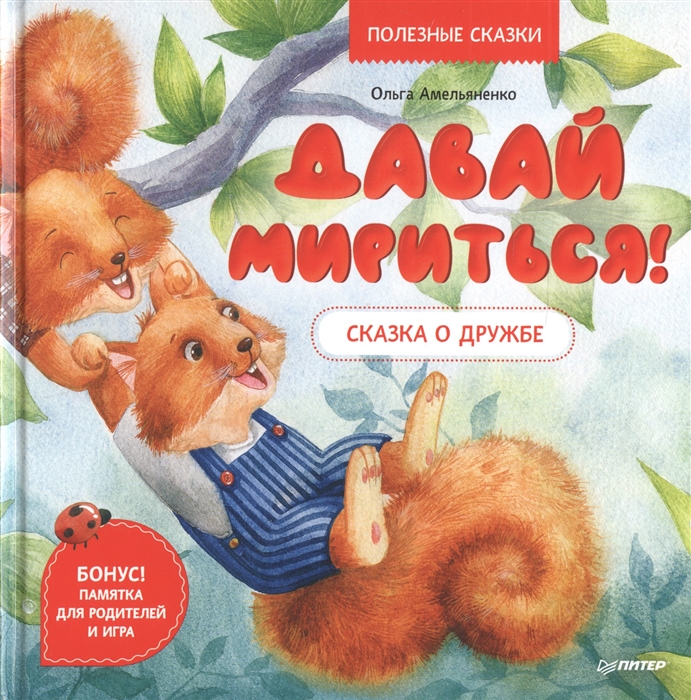 ПОЛЕЗНЫЕ СКАЗКИ
Ольга Амельяненко
ДАВАЙ
МИРИТЬСЯ!
СКАЗКА О ДРУЖБЕ
БОНУС!
ПАМЯТКА
ДЛЯ РОДИТЕЛЕЙ
И ИГРА
ПИТЕР